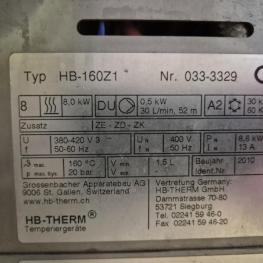 Typ HB-160Z1 Nr. 033-3329
8 8,0 kW DU 0,5 kW 30 L/min, 52 m A2 30 60
Zusatz ZE - ZD - ZK
U 380-420 V 3 U 400 V P 8,8
f 50-60 Hz f 50 Hz I 13 A
max. 160 °C 1,5 L Baujahr 2010
p max. 20 bar V - Ident.Nr.
Grossenbacher Apparatebau AG Vertretung Germany:
9006 St. Gallen, Switzerland HB-THERM GmbH
www.hb-therm.ch Dammstrasse 70-80
53721 Siegburg
HB-THERM® Tel. 02241 59 46-0
Temperiergeräte Fax 02241 59 46-20